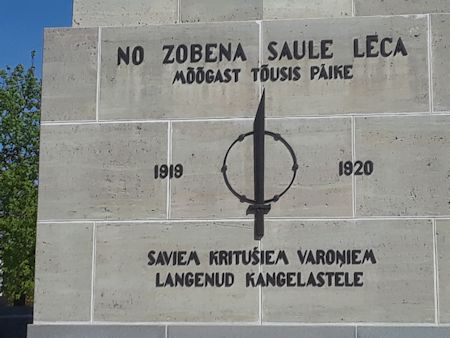 NO ZOBENA SAULE LĒCA
MÕÕGAST TÕUSIS PÄIKE
1919 1920
SAVIEM KRITUŠIEM VAROŅIEM
LANGENUD KANGELASTELE